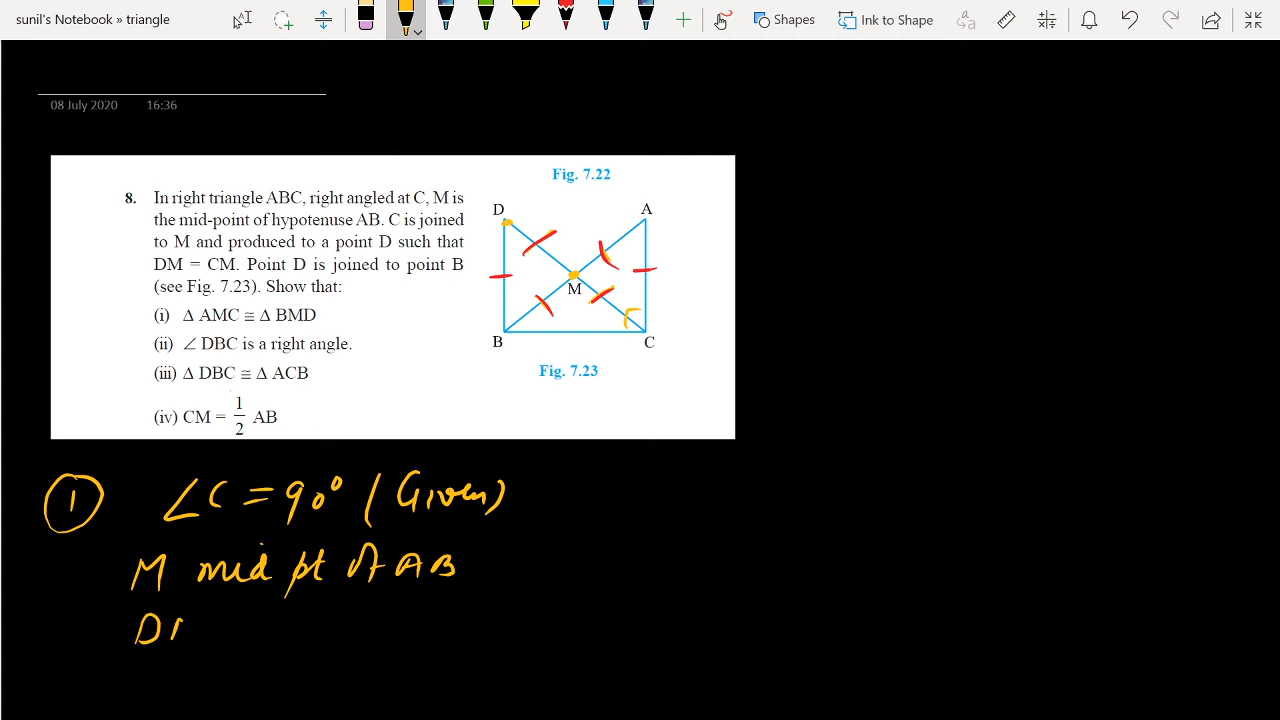 sunil's Notebook » triangle
Shapes
Ink to Shape
08 July 2020 16:36
Fig. 7.22
8. In right triangle ABC, right angled at C, M is
the mid-point of hypotenuse AB. C is joined
to M and produced to a point D such that
DM = CM. Point D is joined to point B
(see Fig. 7.23). Show that:
(i) Δ AMC ≅ Δ BMD
(ii) ∠ DBC is a right angle.
(iii) Δ DBC ≅ Δ ACB
(iv) CM = 1/2 AB
D A
M
B C
Fig. 7.23
① ∠C = 90° (Given)
M mid pt of AB